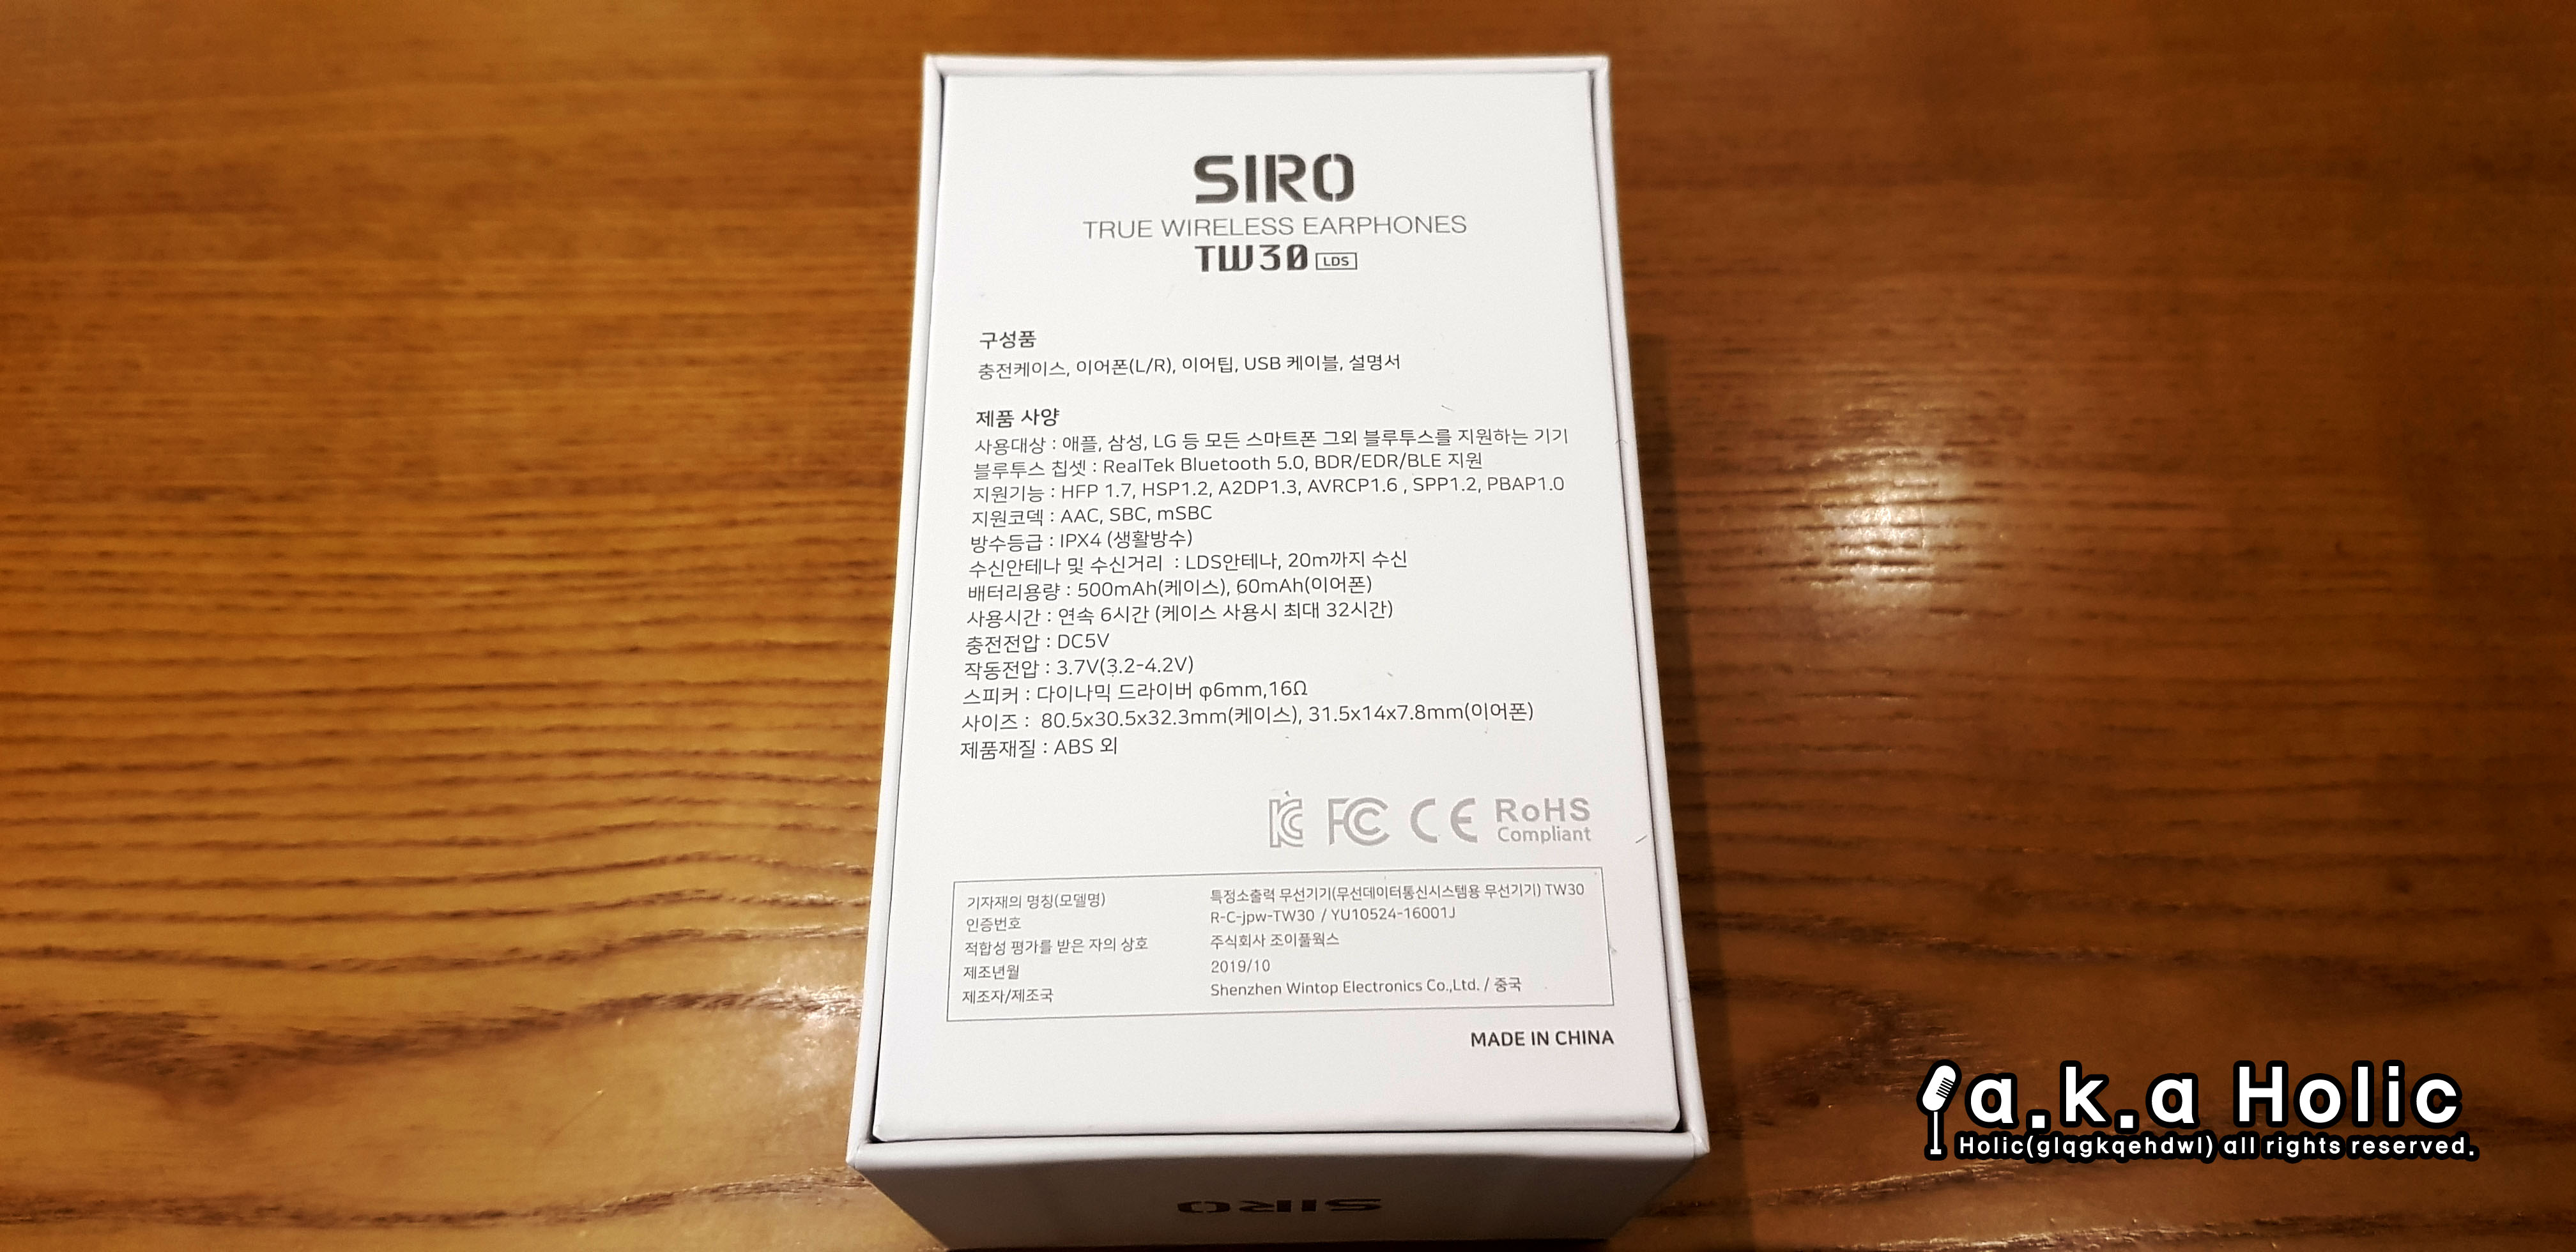 SIRO
TRUE WIRELESS EARPHONES
TW30 LDS
구성품
충전케이스, 이어폰(L/R), 이어팁, USB 케이블, 설명서
제품 사양
사용대상 : 애플, 삼성, LG 등 모든 스마트폰 그외 블루투스를 지원하는 기기
블루투스 칩셋 : RealTek Bluetooth 5.0, BDR/EDR/BLE 지원
지원기능 : HFP 1.7, HSP1.2, A2DP1.3, AVRCP1.6 , SPP1.2, PBAP1.0
지원코덱 : AAC, SBC, mSBC
방수등급 : IPX4 (생활방수)
수신안테나 및 수신거리 : LDS안테나, 20m까지 수신
배터리용량 : 500mAh(케이스), 60mAh(이어폰)
사용시간 : 연속 6시간 (케이스 사용시 최대 32시간)
충전전압 : DC5V
작동전압 : 3.7V(3.2-4.2V)
스피커 : 다이나믹 드라이버 φ6mm,16Ω
사이즈 : 80.5x30.5x32.3mm(케이스), 31.5x14x7.8mm(이어폰)
제품재질 : ABS 외
KC FC CE RoHS
Compliant
기자재의 명칭(모델명) 특정소출력 무선기기(무선데이터통신시스템용 무선기기) TW30
인증번호 R-C-jpw-TW30 / YU10524-16001J
적합성 평가를 받은 자의 상호 주식회사 조이풀웍스
제조년월 2019/10
제조자/제조국 Shenzhen Wintop Electronics Co.,Ltd. / 중국
MADE IN CHINA
SIRO
a.k.a Holic
Holic(glqgkqehdwl) all rights reserved.